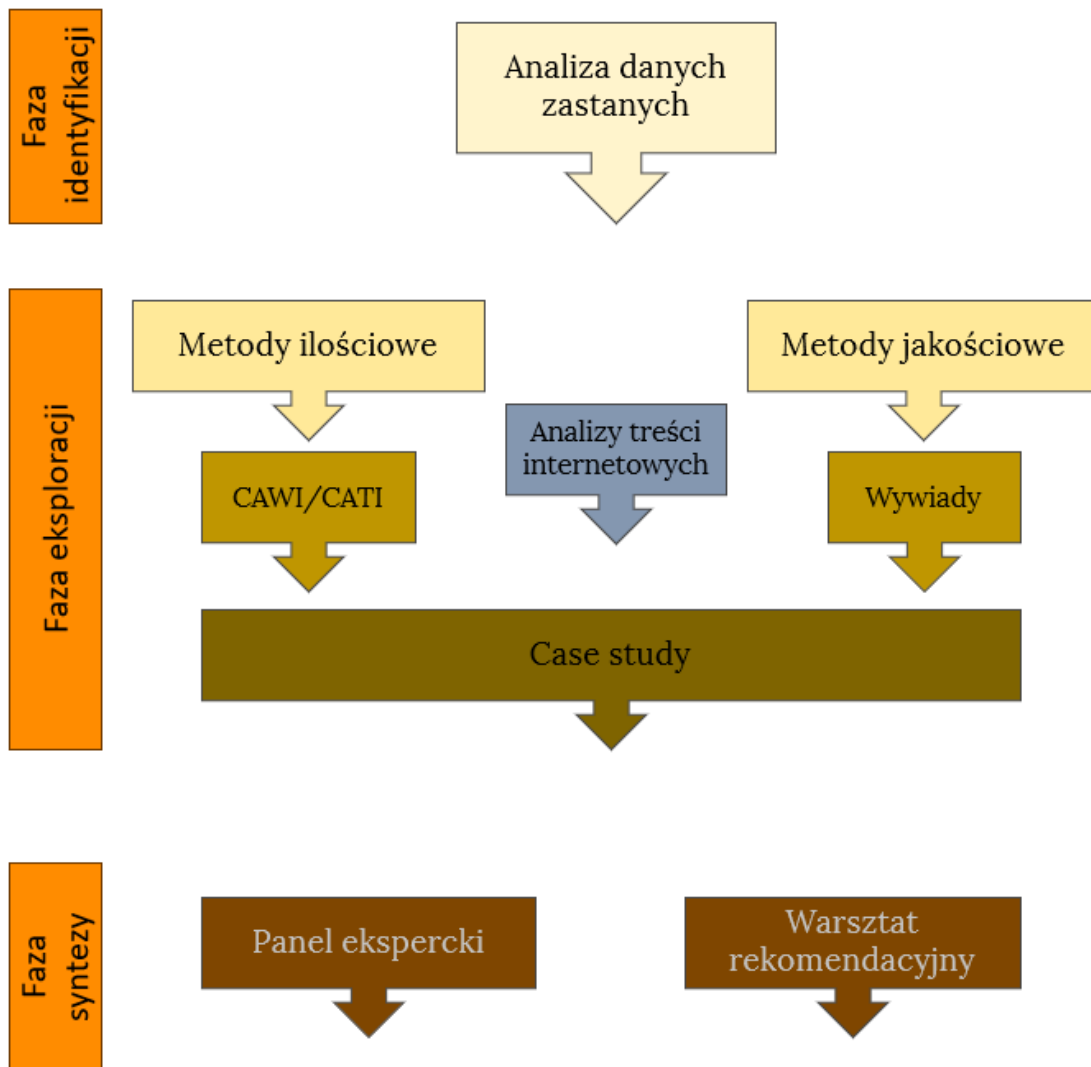 Faza
identyfikacji
Analiza danych
zastanych
Faza eksploracji
Metody ilościowe
Metody jakościowe
Analizy treści
internetowych
CAWI/CATI
Wywiady
Case study
Faza
syntezy
Panel ekspercki
Warsztat
rekomendacyjny